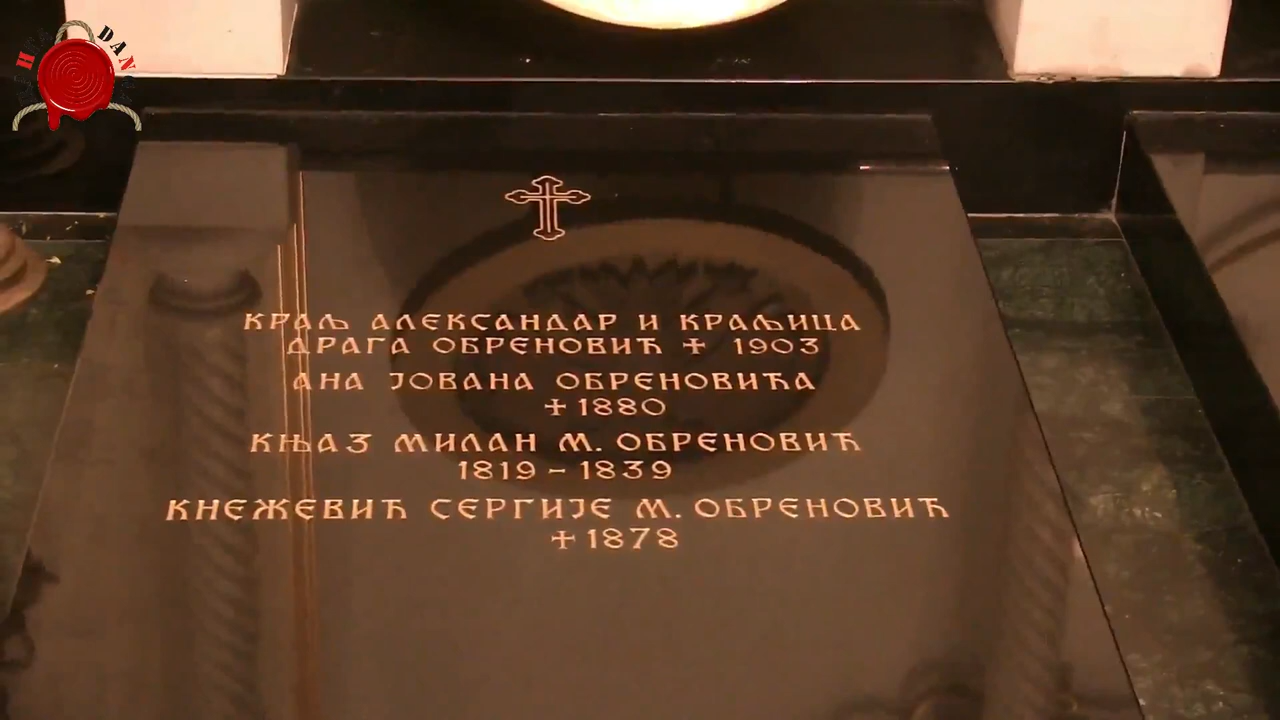 КРАЉ АЛЕКСАНДАР И КРАЉИЦА
ДРАГА ОБРЕНОВИЋ ✝ 1903
АНА ЈОВАНА ОБРЕНОВИЋА
✝ 1880
КЊАЗ МИЛАН М. ОБРЕНОВИЋ
1819 – 1839
КНЕЖЕВИЋ СЕРГИЈЕ М. ОБРЕНОВИЋ
✝ 1878